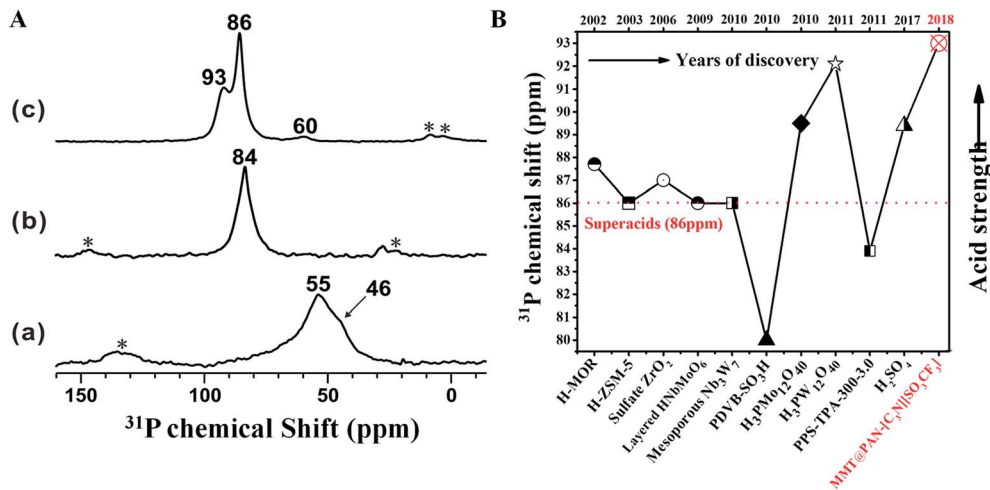 A
86
93
60
* *
(c)
84
*
*
(b)
55
46
*
(a)
150 100 50 0
³¹P chemical Shift (ppm)
B
2002 2003 2006 2009 2010 2010 2010 2011 2011 2017 2018
Years of discovery
93
92
91
90
89
88
87
86
85
84
83
82
81
80
³¹P chemical shift (ppm)
Superacids (86ppm)
Acid strength
H-MOR
H-ZSM-5
Sulfate ZrO₂
Layered HNbMoO₆
Mesoporous Nb₃W₇
PDVB-SO₃H
H₃PMo₁₂O₄₀
H₃PW₁₂O₄₀
PPS-TPA-300-3.0
H₂SO₄
MMT@PAN-[C₃N][SO₃CF₃]